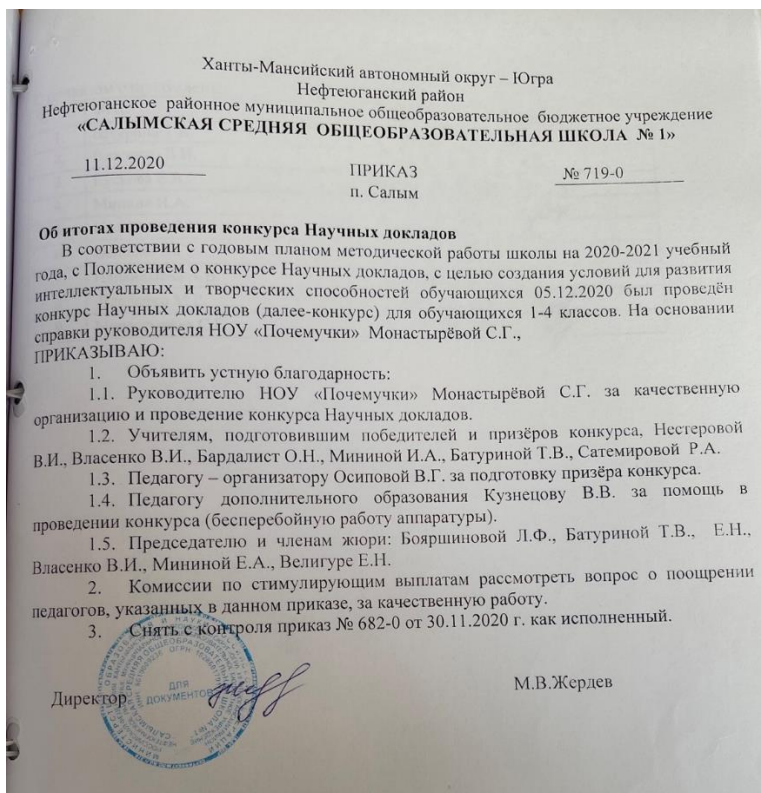 Ханты-Мансийский автономный округ – Югра
Нефтеюганский район
Нефтеюганское районное муниципальное общеобразовательное бюджетное учреждение
«САЛЫМСКАЯ СРЕДНЯЯ ОБЩЕОБРАЗОВАТЕЛЬНАЯ ШКОЛА № 1»
11.12.2020 ПРИКАЗ № 719-0
п. Салым
Об итогах проведения конкурса Научных докладов
В соответствии с годовым планом методической работы школы на 2020-2021 учебный
года, с Положением о конкурсе Научных докладов, с целью создания условий для развития
интеллектуальных и творческих способностей обучающихся 05.12.2020 был проведён
конкурс Научных докладов (далее-конкурс) для обучающихся 1-4 классов. На основании
справки руководителя НОУ «Почемучки» Монастырёвой С.Г.,
ПРИКАЗЫВАЮ:
1. Объявить устную благодарность:
1.1. Руководителю НОУ «Почемучки» Монастырёвой С.Г. за качественную
организацию и проведение конкурса Научных докладов.
1.2. Учителям, подготовившим победителей и призёров конкурса, Нестеровой
В.И., Власенко В.И., Бардалист О.Н., Мининой И.А., Батуриной Т.В., Сатемировой Р.А.
1.3. Педагогу – организатору Осиповой В.Г. за подготовку призёра конкурса.
1.4. Педагогу дополнительного образования Кузнецову В.В. за помощь в
проведении конкурса (бесперебойную работу аппаратуры).
1.5. Председателю и членам жюри: Бояршиновой Л.Ф., Батуриной Т.В., Е.Н.,
Власенко В.И., Мининой Е.А., Велигуре Е.Н.
2. Комиссии по стимулирующим выплатам рассмотреть вопрос о поощрении
педагогов, указанных в данном приказе, за качественную работу.
3. Снять с контроля приказ № 682-0 от 30.11.2020 г. как исполненный.
Директор М.В.Жердев
ДЛЯ
ДОКУМЕНТОВ